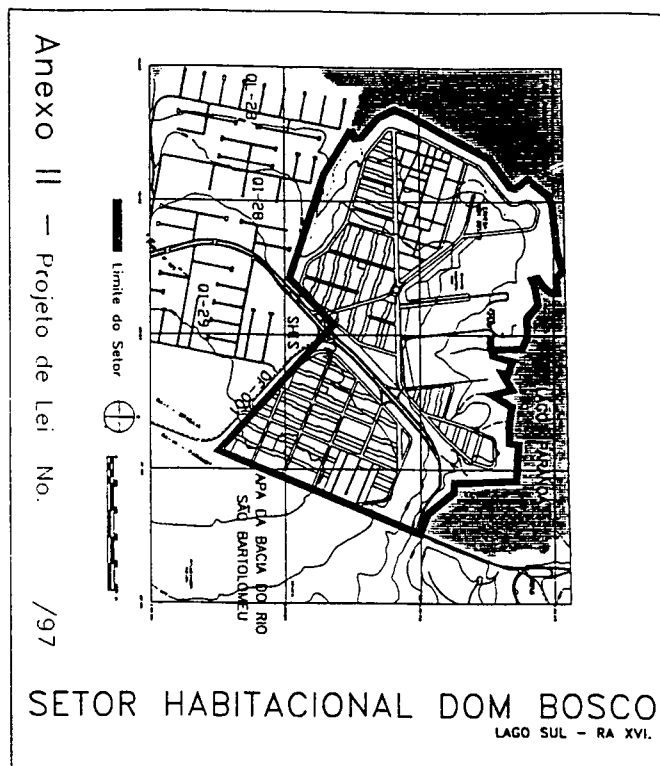 Anexo II — Projeto de Lei No. /97
Limite do Setor
QL-28
QI-28
QL-29
SHIS
LAGO PARANOÁ
APA DA BACIA DO RIO
SÃO BARTOLOMEU
SETOR HABITACIONAL DOM BOSCO
LAGO SUL – RA XVI.